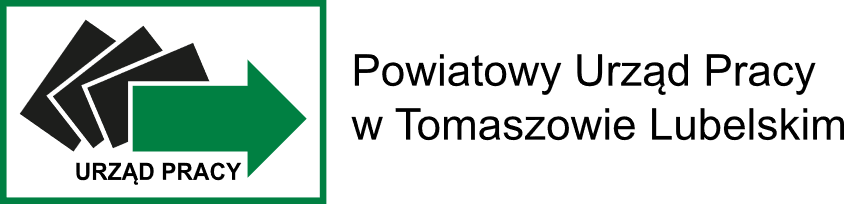 URZĄD PRACY
Powiatowy Urząd Pracy
w Tomaszowie Lubelskim